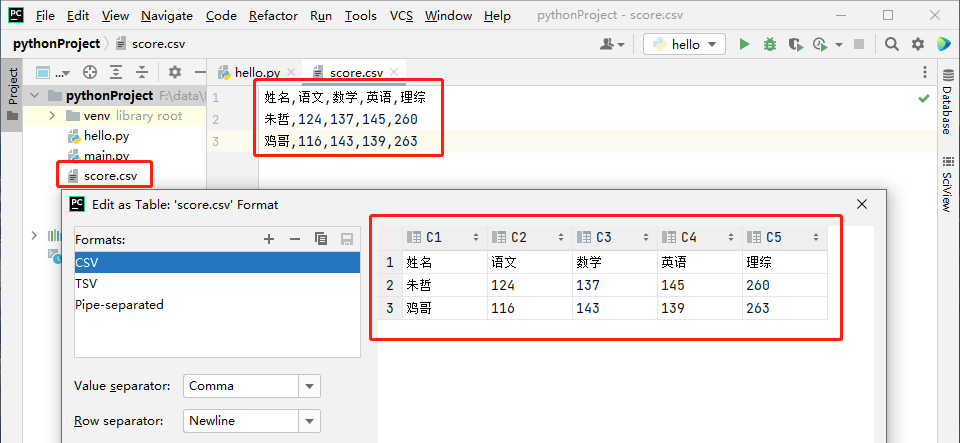 PC File Edit View Navigate Code Refactor Run Tools VCS Window Help pythonProject - score.csv
pythonProject score.csv hello
Project
... hello.py score.csv
pythonProject F:\data\
venv library root
hello.py
main.py
score.csv
1 姓名,语文,数学,英语,理综
2 朱哲,124,137,145,260
3 鸡哥,116,143,139,263
Database
SciView
PC Edit as Table: 'score.csv' Format
Formats:
CSV
TSV
Pipe-separated
Value separator: Comma
Row separator: Newline
C1 C2 C3 C4 C5
1 姓名 语文 数学 英语 理综
2 朱哲 124 137 145 260
3 鸡哥 116 143 139 263